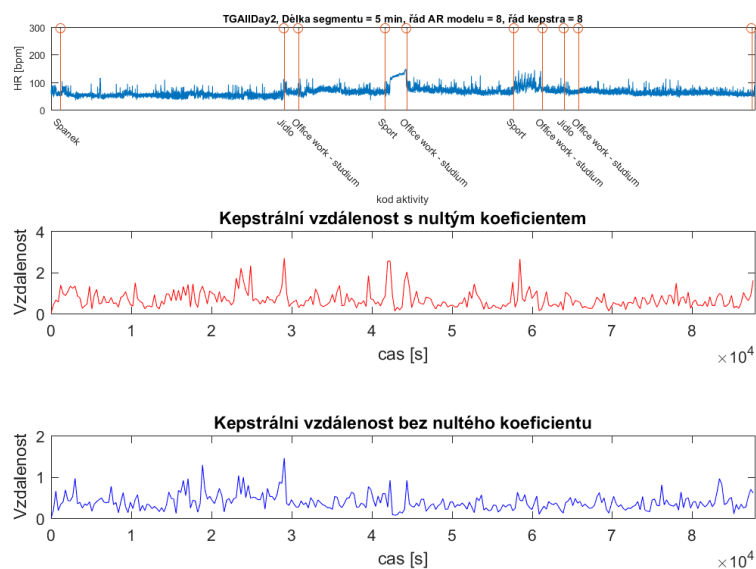 TGAllDay2, Délka segmentu = 5 min, řád AR modelu = 8, řád kepstra = 8
300
200
100
0
HR [bpm]
Spanek
Jidlo
Office work - studium
Sport
Office work - studium
Sport
Office work - studium
Jidlo
Office work - studium
kod aktivity
Kepstrální vzdálenost s nultým koeficientem
4
2
0
Vzdalenost
0 1 2 3 4 5 6 7 8
cas [s]
×10^4
Kepstrálni vzdálenost bez nultého koeficientu
2
1
0
Vzdalenost
0 1 2 3 4 5 6 7 8
cas [s]
×10^4